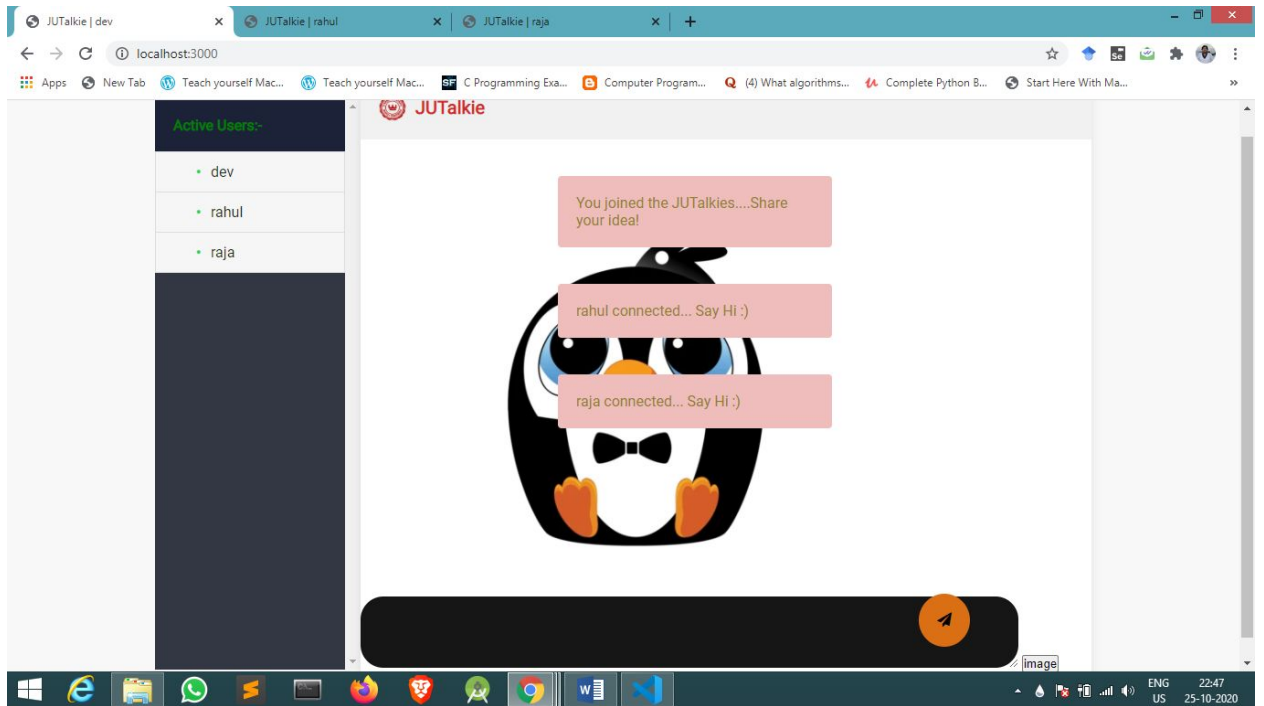 JUTalkie | dev
JUTalkie | rahul
JUTalkie | raja
localhost:3000
Apps
New Tab
Teach yourself Mac...
Teach yourself Mac...
SF C Programming Exa...
Computer Program...
Q (4) What algorithms...
Complete Python B...
Start Here With Ma...
»
Active Users:-
• dev
• rahul
• raja
JUTalkie
You joined the JUTalkies....Share
your idea!
rahul connected... Say Hi :)
raja connected... Say Hi :)
image
ENG
US
22:47
25-10-2020